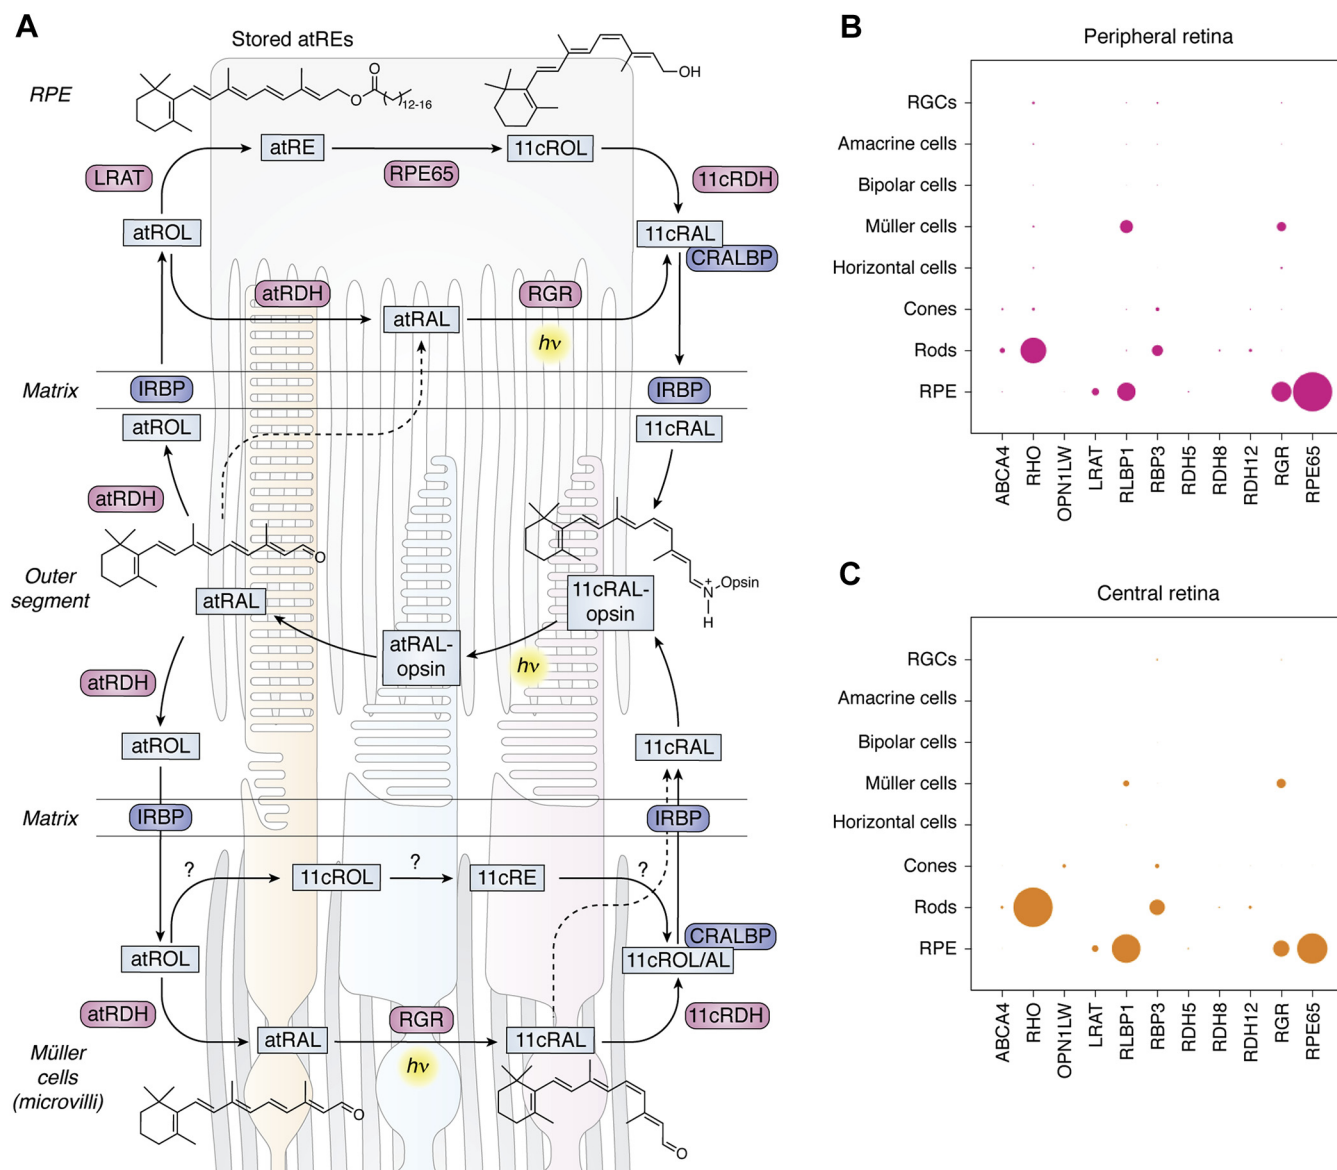 A
Stored atREs
RPE
O
O
12-16
OH
atRE
11cROL
LRAT
RPE65
11cRDH
atROL
11cRAL
CRALBP
atRDH
RGR
atRAL
hν
Matrix
IRBP
IRBP
atROL
11cRAL
atRDH
O
Outer
segment
atRAL
11cRAL-
opsin
+
N
H
Opsin
atRAL-
opsin
hν
atRDH
atROL
11cRAL
Matrix
IRBP
IRBP
?
?
?
11cROL
11cRE
CRALBP
atROL
11cROL/AL
atRDH
RGR
11cRDH
atRAL
11cRAL
hν
Müller
cells
(microvilli)
O
O
B
Peripheral retina
RGCs
Amacrine cells
Bipolar cells
Müller cells
Horizontal cells
Cones
Rods
RPE
ABCA4
RHO
OPN1LW
LRAT
RLBP1
RBP3
RDH5
RDH8
RDH12
RGR
RPE65
C
Central retina
RGCs
Amacrine cells
Bipolar cells
Müller cells
Horizontal cells
Cones
Rods
RPE
ABCA4
RHO
OPN1LW
LRAT
RLBP1
RBP3
RDH5
RDH8
RDH12
RGR
RPE65